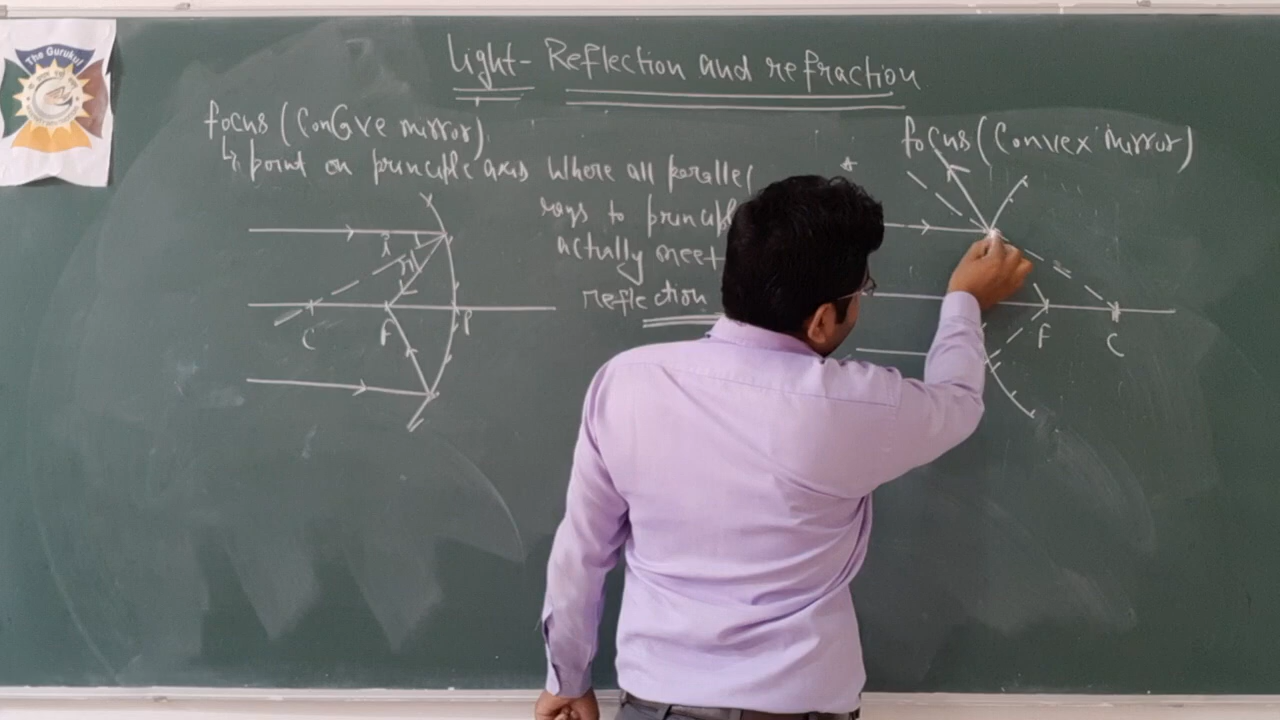 The Gurukul
Light - Reflection and refraction
focus (Concave mirror)
↳ point on principle axis where all parallel
rays to principl
actually meet
reflection
focus (Convex mirror)
*
i
r
C
F
P
F
C